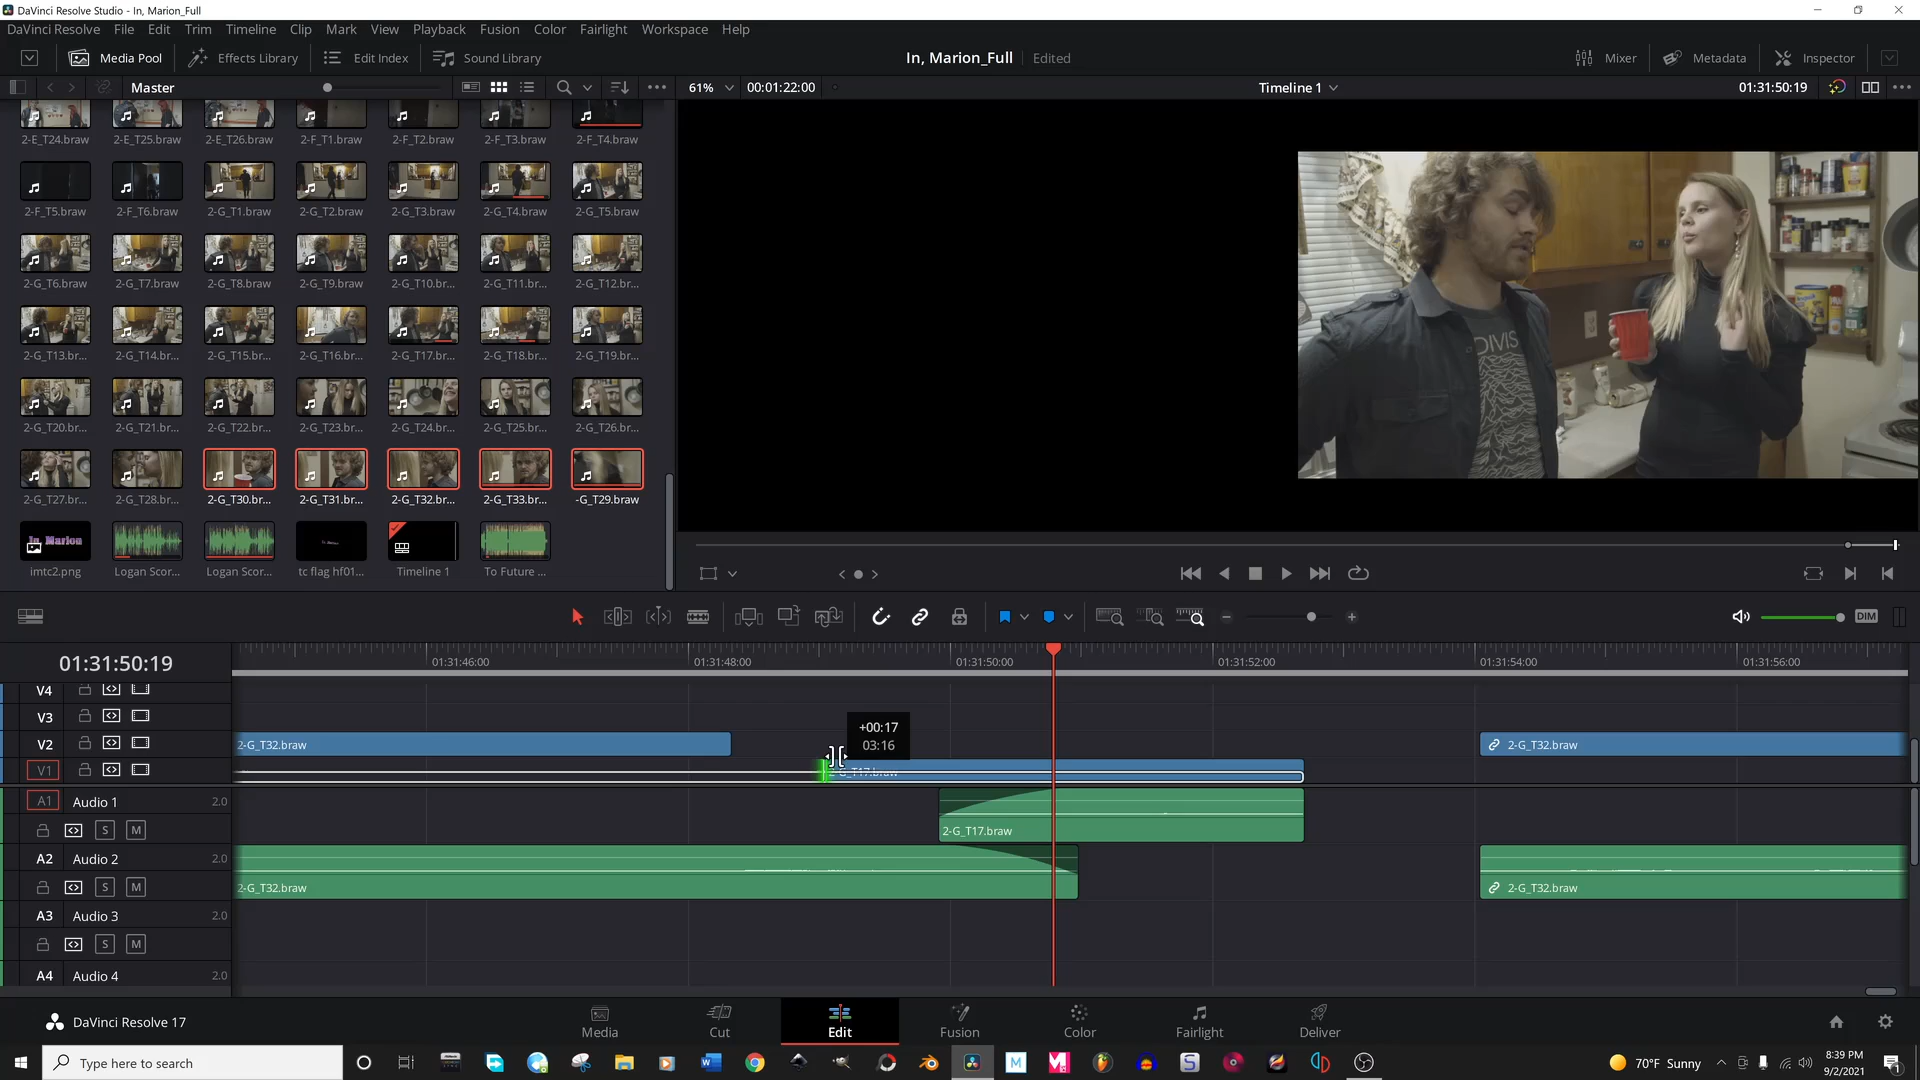 DaVinci Resolve Studio - In, Marion_Full
DaVinci Resolve File Edit Trim Timeline Clip Mark View Playback Fusion Color Fairlight Workspace Help
Media Pool Effects Library Edit Index Sound Library In, Marion_Full Edited Mixer Metadata Inspector
Master 61% 00:01:22:00 Timeline 1 01:31:50:19
2-E_T24.braw 2-E_T25.braw 2-E_T26.braw 2-F_T1.braw 2-F_T2.braw 2-F_T3.braw 2-F_T4.braw
2-F_T5.braw 2-F_T6.braw 2-G_T1.braw 2-G_T2.braw 2-G_T3.braw 2-G_T4.braw 2-G_T5.braw
2-G_T6.braw 2-G_T7.braw 2-G_T8.braw 2-G_T9.braw 2-G_T10.br... 2-G_T11.br... 2-G_T12.br...
2-G_T13.br... 2-G_T14.br... 2-G_T15.br... 2-G_T16.br... 2-G_T17.br... 2-G_T18.br... 2-G_T19.br...
2-G_T20.br... 2-G_T21.br... 2-G_T22.br... 2-G_T23.br... 2-G_T24.br... 2-G_T25.br... 2-G_T26.br...
2-G_T27.br... 2-G_T28.br... 2-G_T30.br... 2-G_T31.br... 2-G_T32.br... 2-G_T33.br... -G_T29.braw
In Marion
imtc2.png Logan Scor... Logan Scor... tc flag hf01... Timeline 1 To Future ...
DIVIS
DIM
01:31:50:19 01:31:46:00 01:31:48:00 01:31:50:00 01:31:52:00 01:31:54:00 01:31:56:00
V4
V3
+00:17
V2 2-G_T32.braw 03:16 2-G_T32.braw
V1 2-G_T17.braw
A1 Audio 1 2.0
S M 2-G_T17.braw
A2 Audio 2 2.0
S M 2-G_T32.braw 2-G_T32.braw
A3 Audio 3 2.0
S M
A4 Audio 4 2.0
DaVinci Resolve 17 Media Cut Edit Fusion Color Fairlight Deliver
Type here to search 70°F Sunny 8:39 PM
9/2/2021